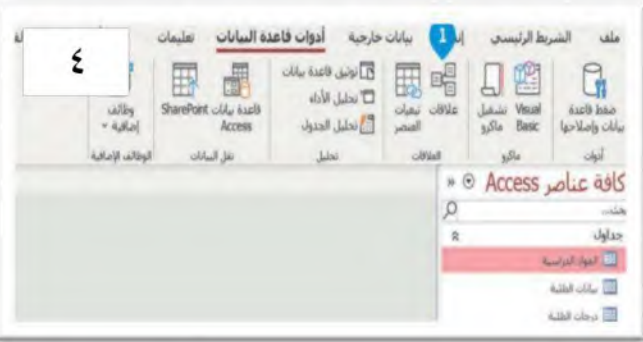 ملف الشريط الرئيسي بيانات خارجية أدوات قاعدة البيانات تعليمات
1
٤
ضغط قاعدة بيانات وإصلاحها
Visual Basic
تشغيل ماكرو
علاقات
تبعيات العنصر
توثيق قاعدة بيانات
تحليل الأداء
تحليل الجدول
قاعدة بيانات Access
SharePoint
وظائف إضافية
أدوات ماكرو العلاقات تحليل نقل البيانات الوظائف الإضافية
كافة عناصر Access
بحث...
جداول
المواد الدراسية
بيانات الطلبة
درجات الطلبة